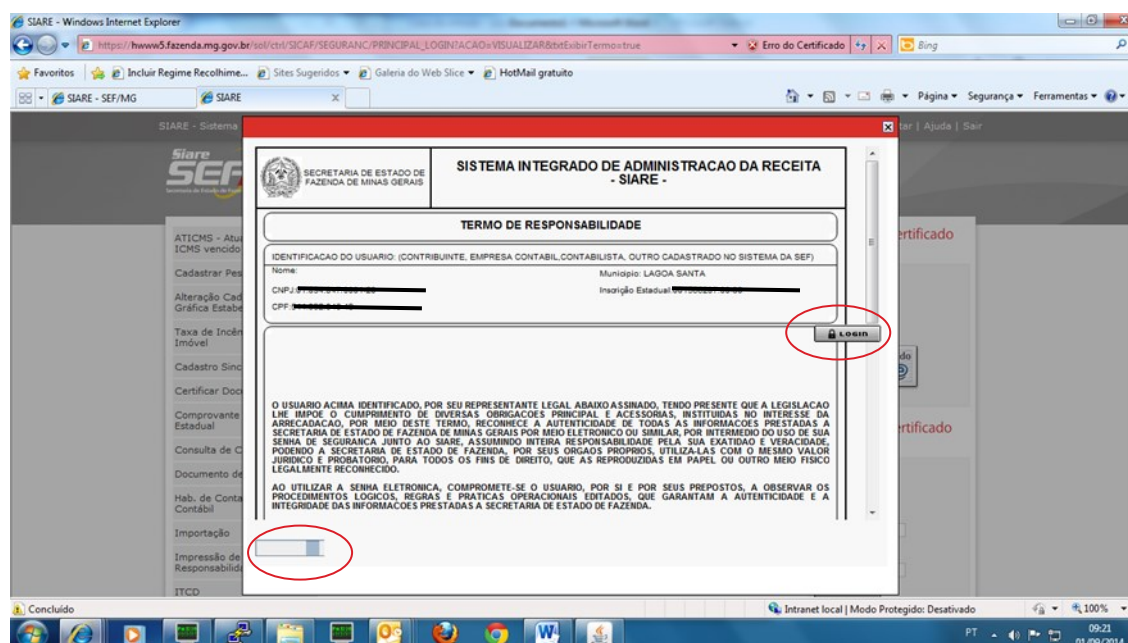 SIARE - Windows Internet Explorer
https://hwww5.fazenda.mg.gov.br/sol/ctrl/SICAF/SEGURANC/PRINCIPAL_LOGIN?ACAO=VISUALIZAR&txtExibirTermo=true
Erro do Certificado
Bing
Favoritos
Incluir Regime Recolhime...
Sites Sugeridos
Galeria do Web Slice
HotMail gratuito
SIARE - SEF/MG
SIARE
Página
Segurança
Ferramentas
SIARE - Sistema
tar | Ajuda | Sair
Siare
SEF
SECRETARIA DE ESTADO DE
FAZENDA DE MINAS GERAIS
SISTEMA INTEGRADO DE ADMINISTRACAO DA RECEITA
- SIARE -
TERMO DE RESPONSABILIDADE
IDENTIFICACAO DO USUARIO: (CONTRIBUINTE, EMPRESA CONTABIL,CONTABILISTA, OUTRO CADASTRADO NO SISTEMA DA SEF)
Nome:
Municipio: LAGOA SANTA
CNPJ:
Inscrição Estadual:
CPF:
LOGIN
O USUARIO ACIMA IDENTIFICADO, POR SEU REPRESENTANTE LEGAL ABAIXO ASSINADO, TENDO PRESENTE QUE A LEGISLACAO
LHE IMPOE O CUMPRIMENTO DE DIVERSAS OBRIGACOES PRINCIPAL E ACESSORIAS, INSTITUIDAS NO INTERESSE DA
ARRECADACAO, POR MEIO DESTE TERMO, RECONHECE A AUTENTICIDADE DE TODAS AS INFORMACOES PRESTADAS A
SECRETARIA DE ESTADO DE FAZENDA DE MINAS GERAIS POR MEIO ELETRONICO OU SIMILAR, POR INTERMEDIO DO USO DE SUA
SENHA DE SEGURANCA JUNTO AO SIARE, ASSUMINDO INTEIRA RESPONSABILIDADE PELA SUA EXATIDAO E VERACIDADE,
PODENDO A SECRETARIA DE ESTADO DE FAZENDA, POR SEUS ORGAOS PROPRIOS, UTILIZA-LAS COM O MESMO VALOR
JURIDICO E PROBATORIO, PARA TODOS OS FINS DE DIREITO, QUE AS REPRODUZIDAS EM PAPEL OU OUTRO MEIO FISICO
LEGALMENTE RECONHECIDO.
AO UTILIZAR A SENHA ELETRONICA, COMPROMETE-SE O USUARIO, POR SI E POR SEUS PREPOSTOS, A OBSERVAR OS
PROCEDIMENTOS LOGICOS, REGRAS E PRATICAS OPERACIONAIS EDITADOS, QUE GARANTAM A AUTENTICIDADE E A
INTEGRIDADE DAS INFORMACOES PRESTADAS A SECRETARIA DE ESTADO DE FAZENDA.
ATICMS - Atua
ICMS vencido
Cadastrar Pes
Alteração Cad
Gráfica Estabe
Taxa de Incên
Imóvel
Cadastro Sinc
Certificar Doc
Comprovante
Estadual
Consulta de C
Documento de
Hab. de Conta
Contábil
Importação
Impressão de
Responsabilida
ITCD
ertificado
do
ertificado
Concluído
Intranet local | Modo Protegido: Desativado
100%
PT
09:21
01/09/2014